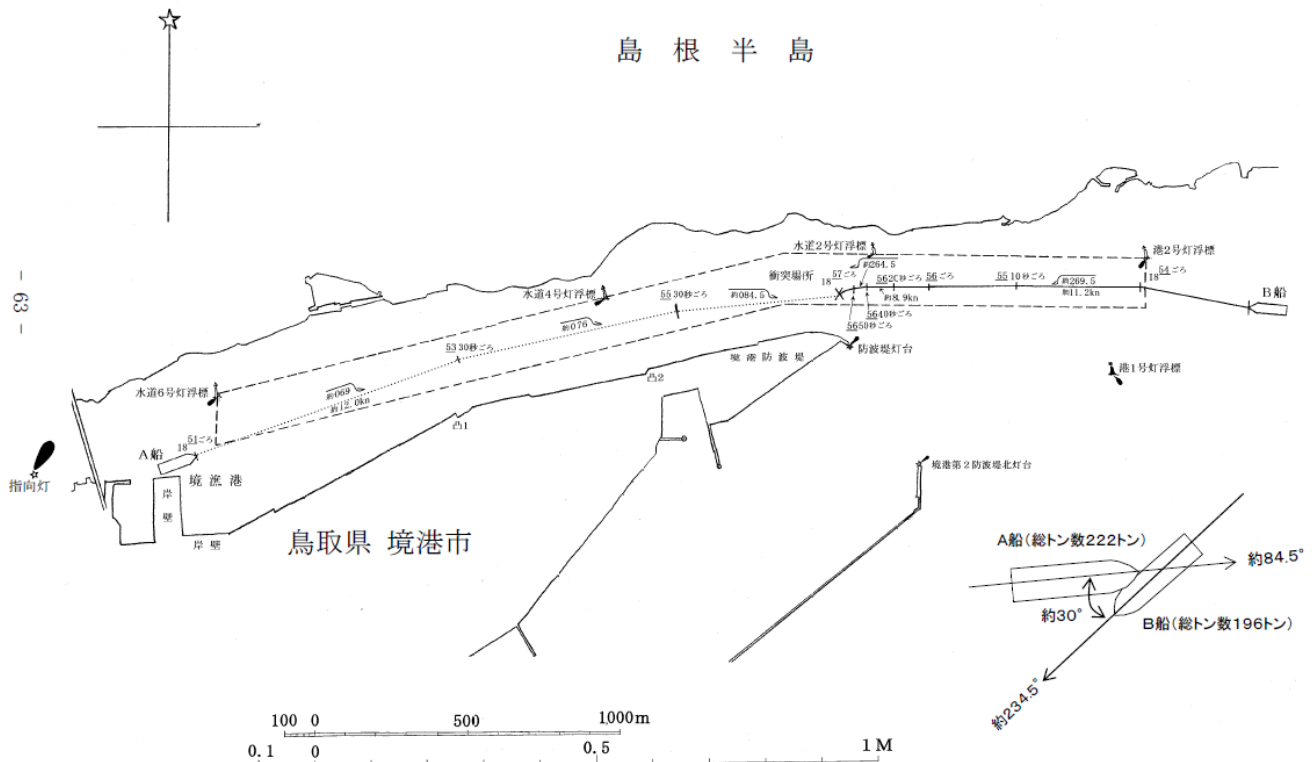 島根半島
水道2号灯浮標
港2号灯浮標
約264.5
衝突場所
18 57ごろ
562C秒ごろ
56ごろ
55 10秒ごろ
約269.5
18 54ごろ
B船
約8.9kn
約11.2kn
5640秒ごろ
5650秒ごろ
水道4号灯浮標
55 30秒ごろ
約084.5
約076
防波堤灯台
境港防波堤
凸2
港1号灯浮標
- 63 -
53 30秒ごろ
水道6号灯浮標
約069
約12.0kn
凸1
18 51ごろ
A船
指向灯
境漁港
岸壁
岸壁
境港第2防波堤北灯台
鳥取県 境港市
A船(総トン数222トン)
約84.5°
約30°
B船(総トン数196トン)
約234.5°
100 0 500 1,000m
0.1 0 0.5 1M